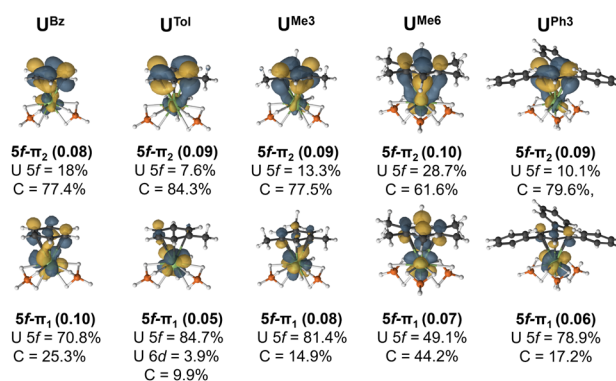 U^Bz U^Tol U^Me3 U^Me6 U^Ph3
5f-π₂ (0.08) 5f-π₂ (0.09) 5f-π₂ (0.09) 5f-π₂ (0.10) 5f-π₂ (0.09)
U 5f = 18% U 5f = 7.6% U 5f = 13.3% U 5f = 28.7% U 5f = 10.1%
C = 77.4% C = 84.3% C = 77.5% C = 61.6% C = 79.6%,
5f-π₁ (0.10) 5f-π₁ (0.05) 5f-π₁ (0.08) 5f-π₁ (0.07) 5f-π₁ (0.06)
U 5f = 70.8% U 5f = 84.7% U 5f = 81.4% U 5f = 49.1% U 5f = 78.9%
C = 25.3% U 6d = 3.9% C = 14.9% C = 44.2% C = 17.2%
C = 9.9%